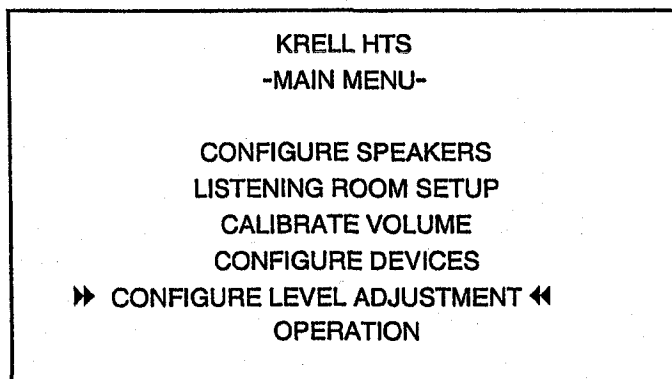 KRELL HTS
-MAIN MENU-
CONFIGURE SPEAKERS
LISTENING ROOM SETUP
CALIBRATE VOLUME
CONFIGURE DEVICES
CONFIGURE LEVEL ADJUSTMENT
OPERATION